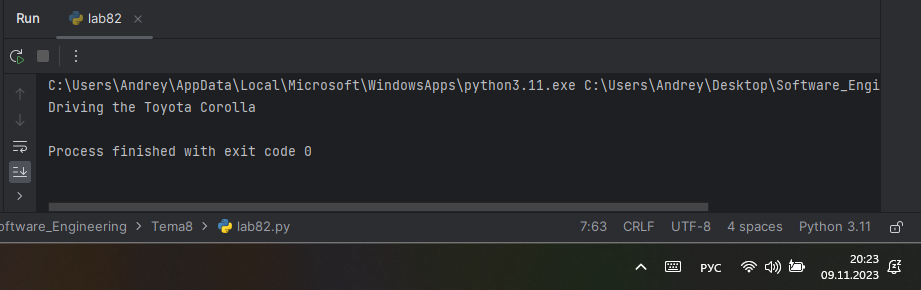 Run lab82
C:\Users\Andrey\AppData\Local\Microsoft\WindowsApps\python3.11.exe C:\Users\Andrey\Desktop\Software_Engi
Driving the Toyota Corolla
Process finished with exit code 0
oftware_Engineering > Tema8 > lab82.py 7:63 CRLF UTF-8 4 spaces Python 3.11
РУС 20:23
09.11.2023